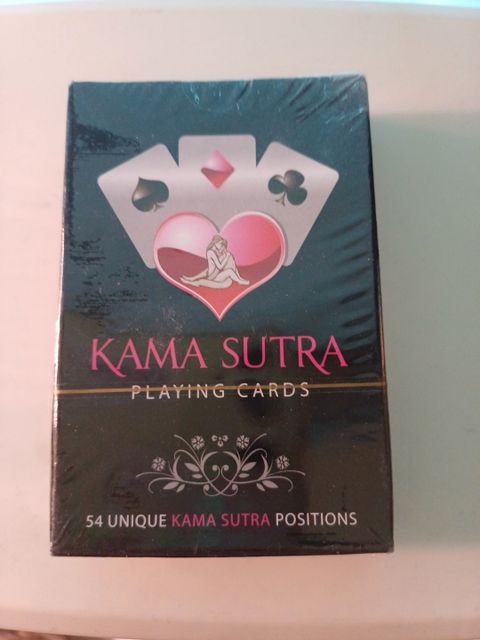 KAMA SUTRA
PLAYING CARDS
54 UNIQUE KAMA SUTRA POSITIONS